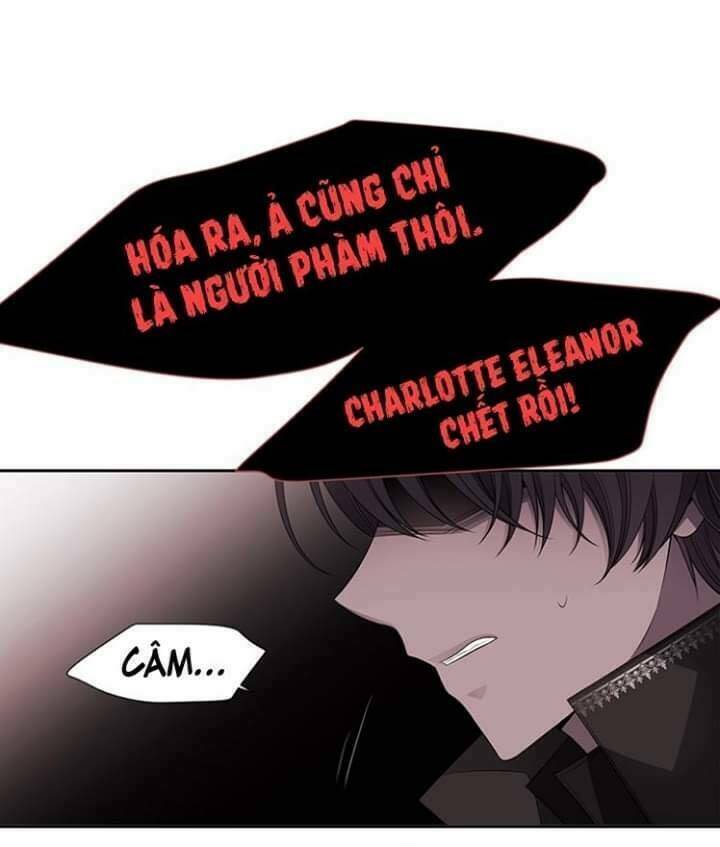 HÓA RA, Ả CŨNG CHỈ
LÀ NGƯỜI PHÀM THÔI.
CHARLOTTE ELEANOR
CHẾT RỒI!
CÂM...